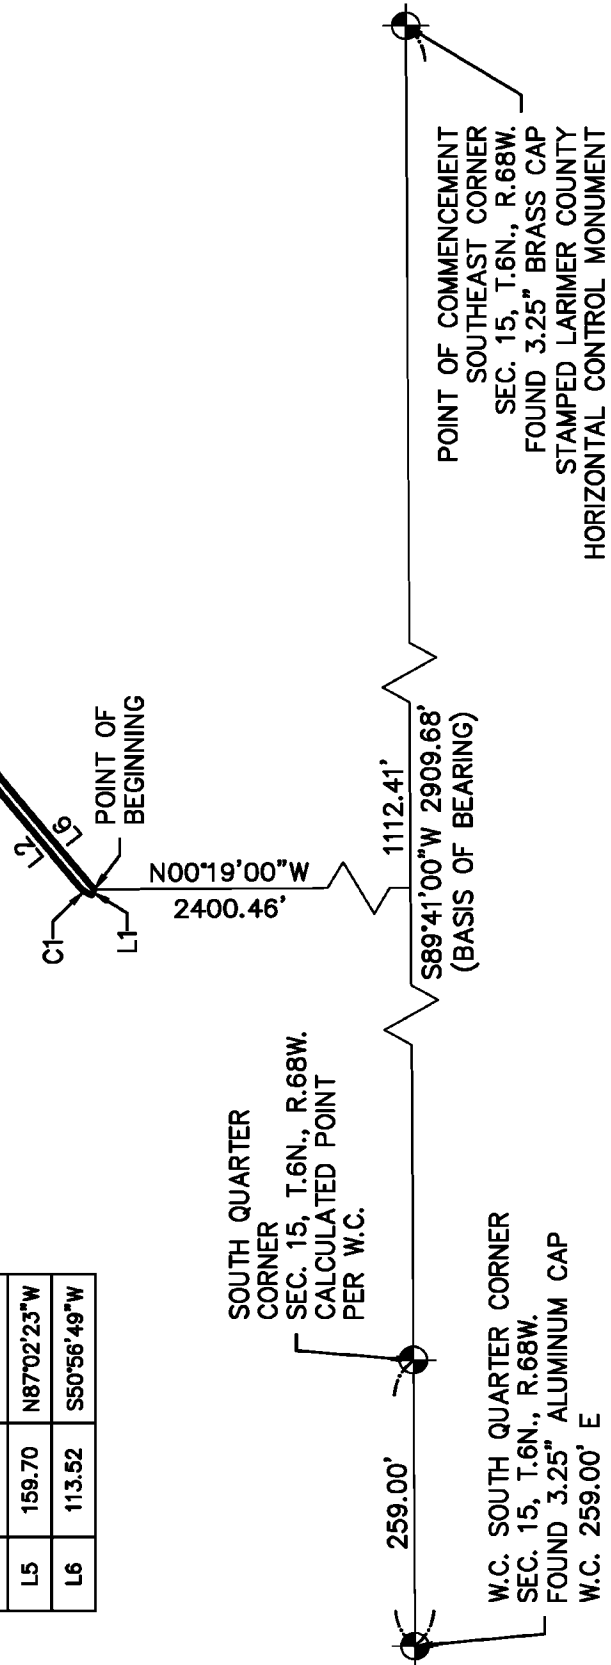 L5 159.70 N87°02'23"W
L6 113.52 S50°56'49"W
C1
L1
L2
L6
POINT OF
BEGINNING
N00°19'00"W
2400.46'
SOUTH QUARTER
CORNER
SEC. 15, T.6N., R.68W.
CALCULATED POINT
PER W.C.
259.00'
1112.41'
S89°41'00"W 2909.68'
(BASIS OF BEARING)
W.C. SOUTH QUARTER CORNER
SEC. 15, T.6N., R.68W.
FOUND 3.25" ALUMINUM CAP
W.C. 259.00' E
POINT OF COMMENCEMENT
SOUTHEAST CORNER
SEC. 15, T.6N., R.68W.
FOUND 3.25" BRASS CAP
STAMPED LARIMER COUNTY
HORIZONTAL CONTROL MONUMENT